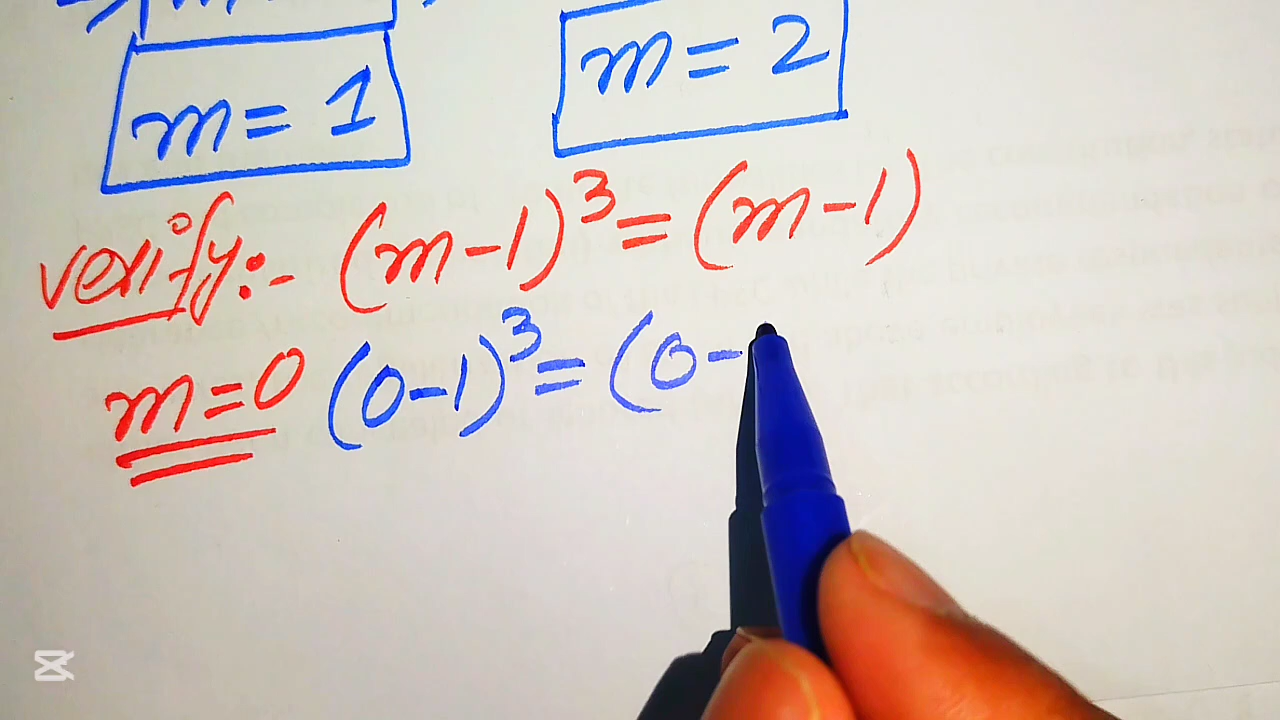 m = 1 m = 2
verify:- (m-1)³ = (m-1)
m=0 (0-1)³ = (0-